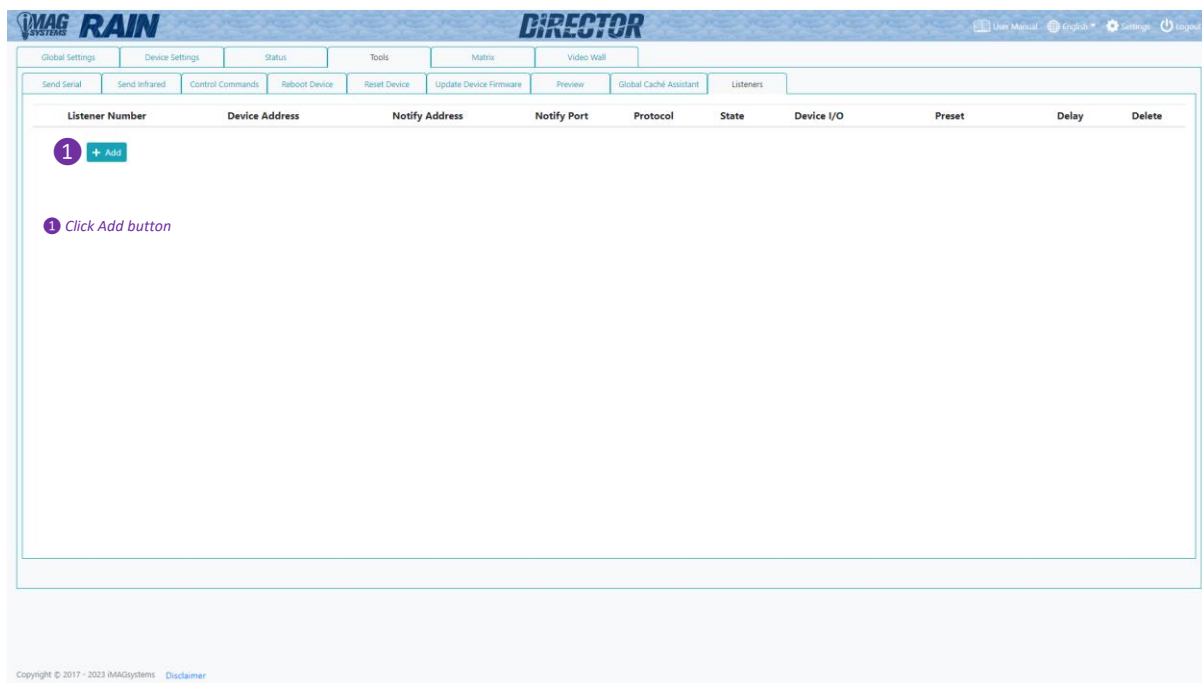 iMAG SYSTEMS RAIN DiRECTOR User Manual English Settings Logout
Global Settings Device Settings Status Tools Matrix Video Wall
Send Serial Send Infrared Control Commands Reboot Device Reset Device Update Device Firmware Preview Global Caché Assistant Listeners
Listener Number Device Address Notify Address Notify Port Protocol State Device I/O Preset Delay Delete
1 + Add
1 Click Add button
Copyright © 2017 - 2023 iMAGsystems Disclaimer